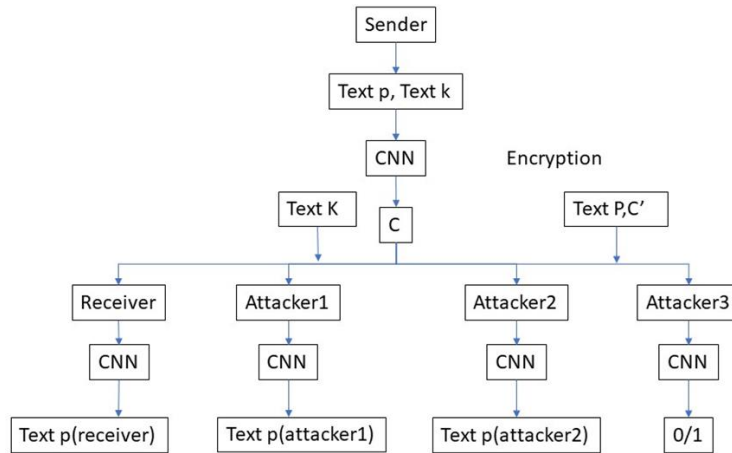 Sender
Text p, Text k
CNN
Encryption
Text K
C
Text P,C’
Receiver
Attacker1
Attacker2
Attacker3
CNN
CNN
CNN
CNN
Text p(receiver)
Text p(attacker1)
Text p(attacker2)
0/1